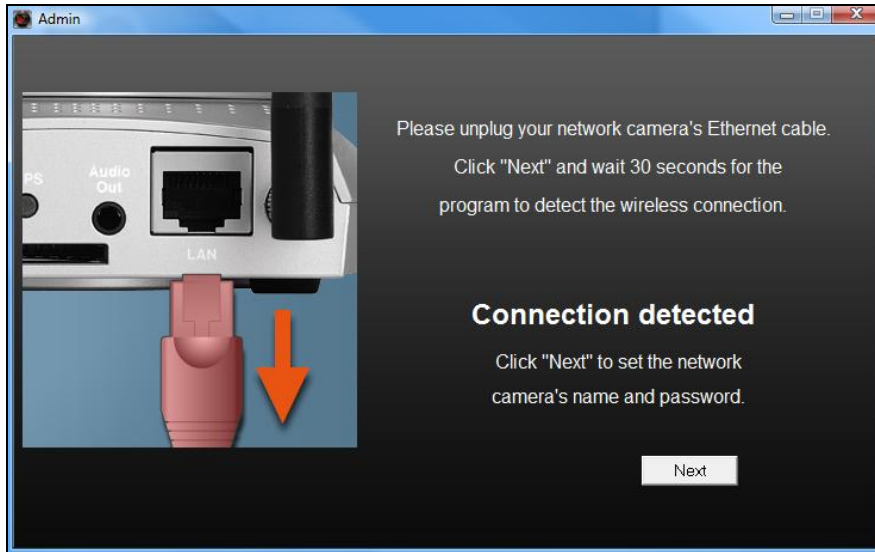 Admin
PS
Audio
Out
LAN
Please unplug your network camera's Ethernet cable.
Click "Next" and wait 30 seconds for the
program to detect the wireless connection.
Connection detected
Click "Next" to set the network
camera's name and password.
Next